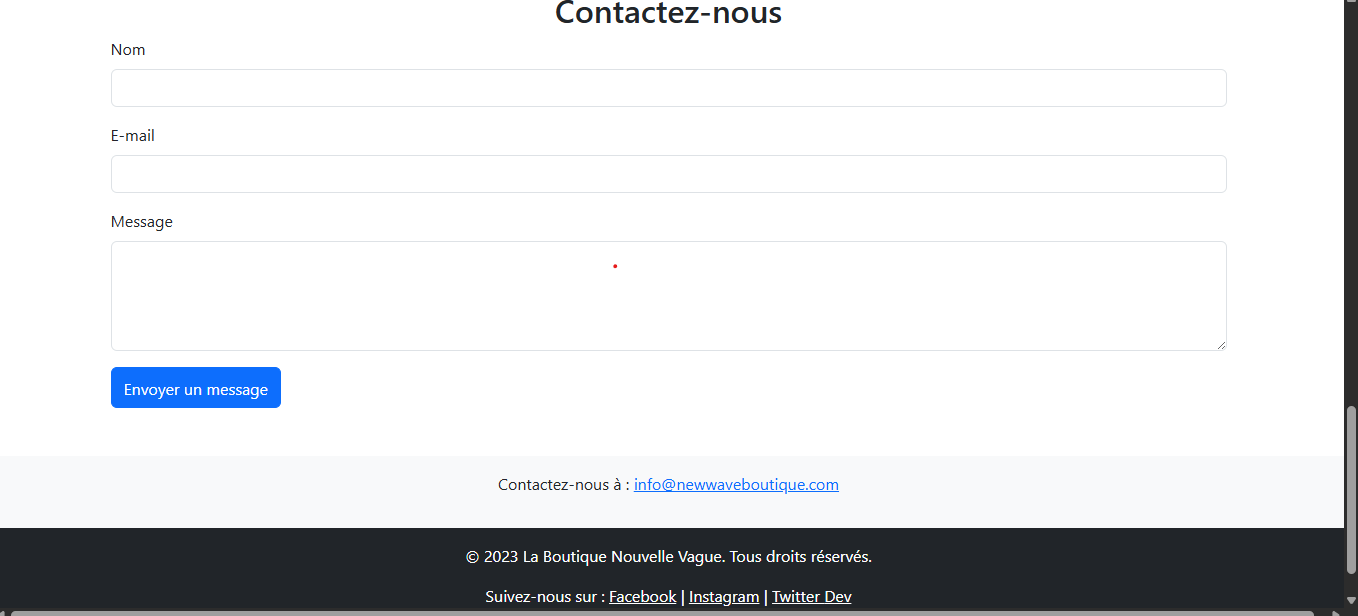 Contactez-nous
Nom
E-mail
Message
Envoyer un message
Contactez-nous à : info@newwaveboutique.com
© 2023 La Boutique Nouvelle Vague. Tous droits réservés.
Suivez-nous sur : Facebook | Instagram | Twitter Dev